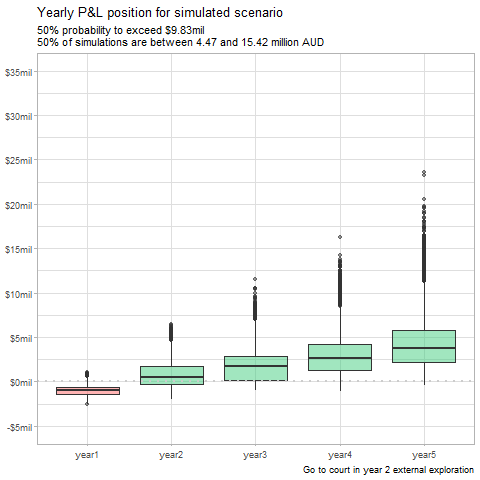 Yearly P&L position for simulated scenario
50% probability to exceed $9.83mil
50% of simulations are between 4.47 and 15.42 million AUD
$35mil
$30mil
$25mil
$20mil
$15mil
$10mil
$5mil
$0mil
-$5mil
year1 year2 year3 year4 year5
Go to court in year 2 external exploration